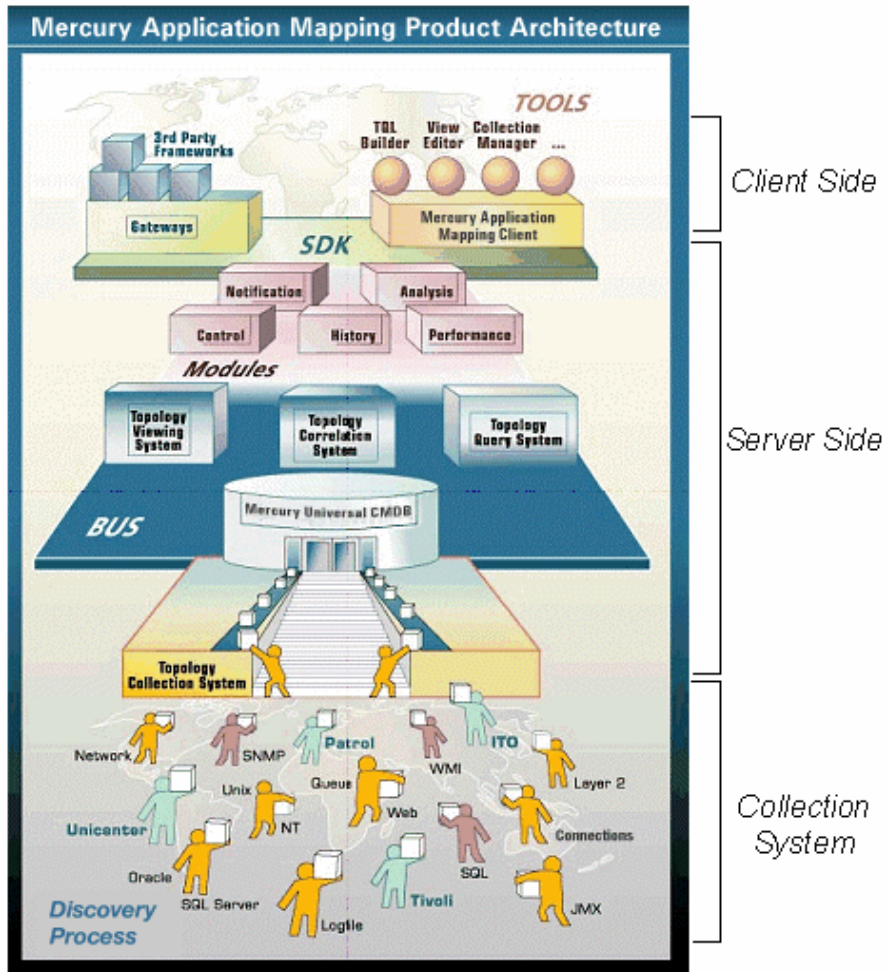 Mercury Application Mapping Product Architecture
TOOLS
3rd Party
Frameworks
TQL
Builder
View
Editor
Collection
Manager
...
Client Side
Gateways
Mercury Application
Mapping Client
SDK
Notification
Analysis
Control
History
Performance
Modules
Topology
Viewing
System
Topology
Correlation
System
Topology
Query System
Server Side
Mercury Universal CMDB
BUS
Topology
Collection System
Network
SNMP
Patrol
WMI
ITO
Layer 2
Unicenter
Unix
NT
Queue
Web
Connections
Collection
System
Oracle
SQL Server
Logfile
Tivoli
SQL
JMX
Discovery
Process